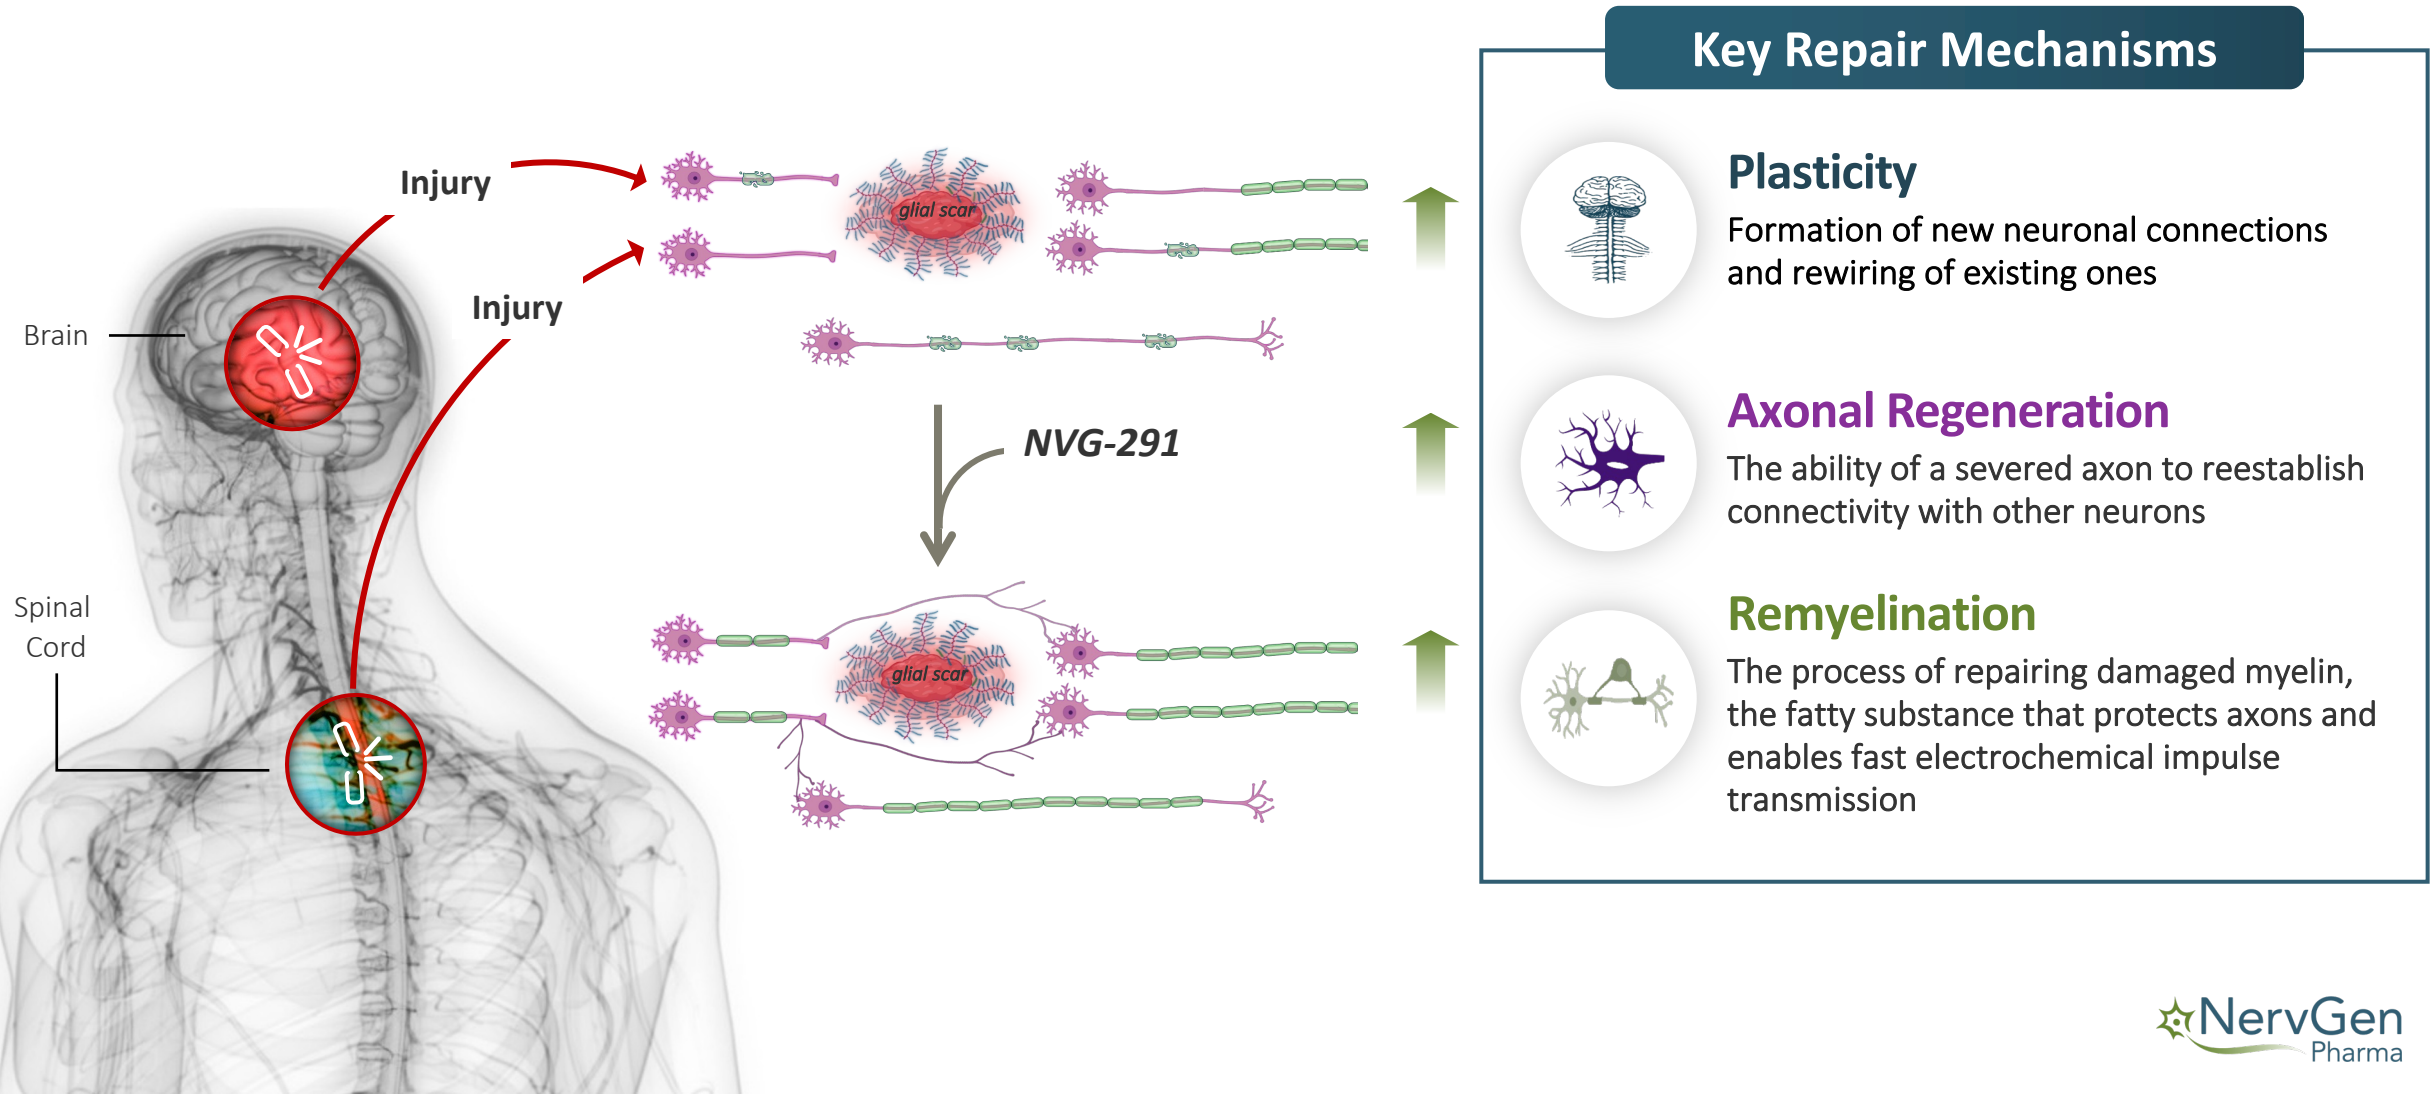 Key Repair Mechanisms
Injury
Injury
Brain
Spinal
Cord
glial scar
NVG-291
glial scar
Plasticity
Formation of new neuronal connections
and rewiring of existing ones
Axonal Regeneration
The ability of a severed axon to reestablish
connectivity with other neurons
Remyelination
The process of repairing damaged myelin,
the fatty substance that protects axons and
enables fast electrochemical impulse
transmission
NervGen
Pharma